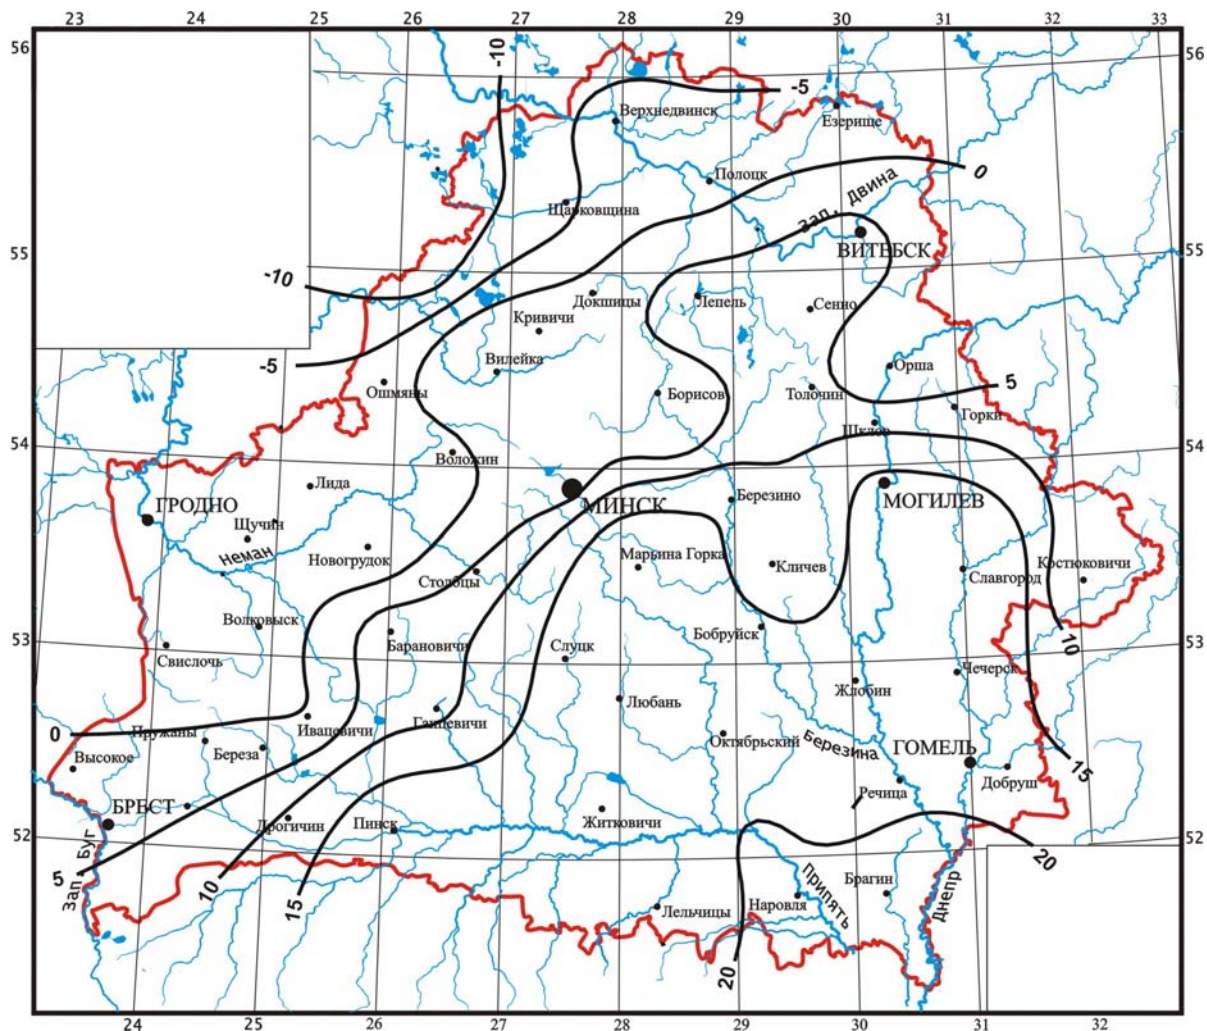 23 24 25 26 27 28 29 30 31 32 33
56
-10
56
-5
Верхнедвинск
Езерище
0
Полоцк
Зап. Двина
Щарковщина
55
ВИТЕБСК
55
-10
Докшицы
Лепель
Сенно
Кривичи
Вилейка
-5
Ошмяны
Борисов
Толочин
Орша
5
Горки
Шклов
54
Воложин
54
Лида
ГРОДНО
МИНСК
Березино
МОГИЛЕВ
Щучин
Неман
Новогрудок
Столбцы
Марьина Горка
Кличев
Славгород
Костюковичи
Волковыск
53
Барановичи
Слуцк
Бобруйск
10
53
Свислочь
Чечерск
Любань
Жлобин
0
Пружаны
Ивацевичи
Ганцевичи
Высокое
Береза
Октябрьский
Березина
ГОМЕЛЬ
15
Добруш
БРЕСТ
Речица
Дрогичин
Пинск
Житковичи
52
52
Зап. Буг
5
10
15
20
Припять
Брагин
Днепр
Лельчицы
Наровля
20
24 25 26 27 28 29 30 31 32